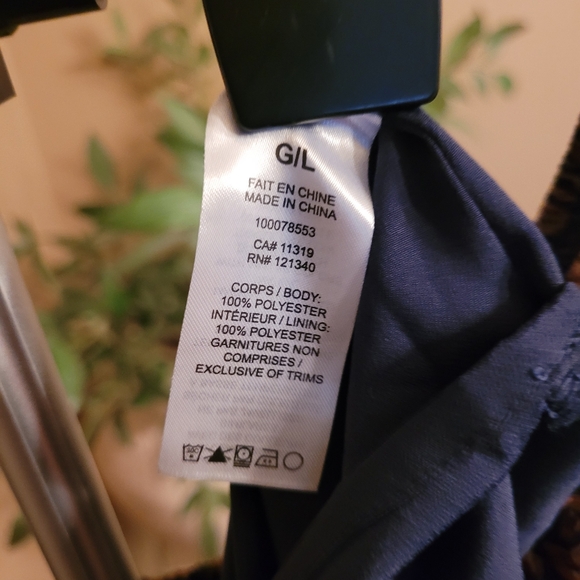 G/L
FAIT EN CHINE
MADE IN CHINA
100078553
CA# 11319
RN# 121340
CORPS / BODY:
100% POLYESTER
INTÉRIEUR / LINING:
100% POLYESTER
GARNITURES NON
COMPRISES /
EXCLUSIVE OF TRIMS